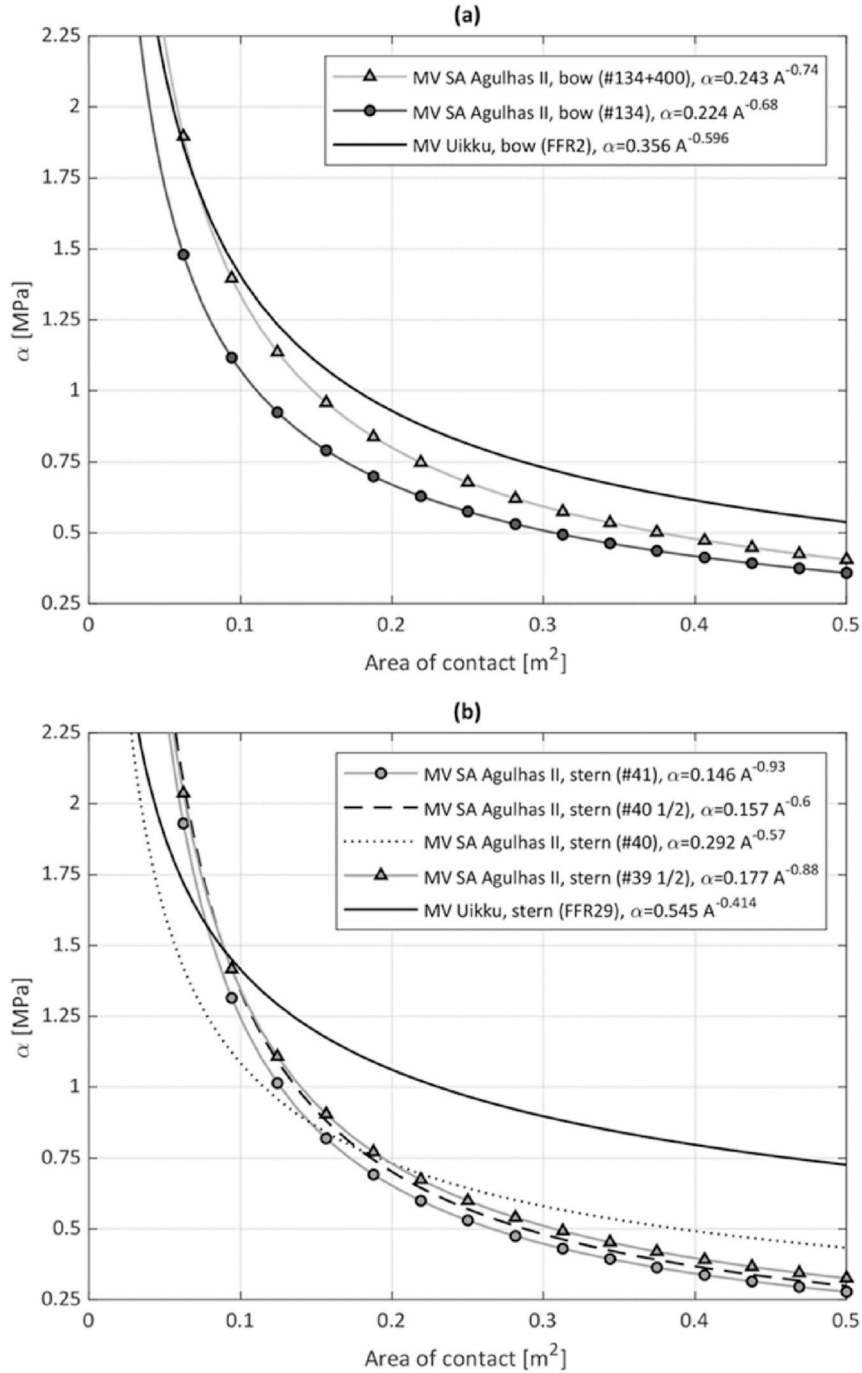 (a)
2.25
2
1.75
1.5
1.25
1
0.75
0.5
0.25
α [MPa]
MV SA Agulhas II, bow (#134+400), α=0.243 A^-0.74
MV SA Agulhas II, bow (#134), α=0.224 A^-0.68
MV Uikku, bow (FFR2), α=0.356 A^-0.596
0 0.1 0.2 0.3 0.4 0.5
Area of contact [m²]
(b)
2.25
2
1.75
1.5
1.25
1
0.75
0.5
0.25
α [MPa]
MV SA Agulhas II, stern (#41), α=0.146 A^-0.93
MV SA Agulhas II, stern (#40 1/2), α=0.157 A^-0.6
MV SA Agulhas II, stern (#40), α=0.292 A^-0.57
MV SA Agulhas II, stern (#39 1/2), α=0.177 A^-0.88
MV Uikku, stern (FFR29), α=0.545 A^-0.414
0 0.1 0.2 0.3 0.4 0.5
Area of contact [m²]